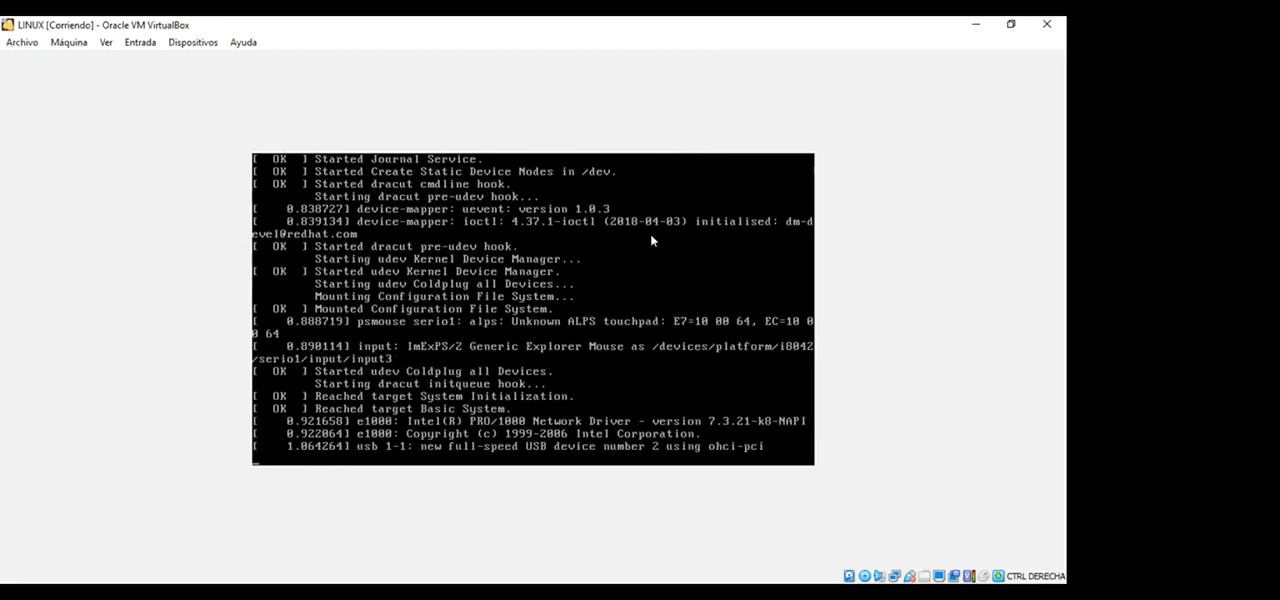 LINUX [Corriendo] - Oracle VM VirtualBox
Archivo Máquina Ver Entrada Dispositivos Ayuda
[ OK ] Started Journal Service.
[ OK ] Started Create Static Device Nodes in /dev.
[ OK ] Started dracut cmdline hook.
Starting dracut pre-udev hook...
[ 0.838727] device-mapper: uevent: version 1.0.3
[ 0.839134] device-mapper: ioctl: 4.37.1-ioctl (2018-04-03) initialised: dm-d
evel@redhat.com
[ OK ] Started dracut pre-udev hook.
Starting udev Kernel Device Manager...
[ OK ] Started udev Kernel Device Manager.
Starting udev Coldplug all Devices...
Mounting Configuration File System...
[ OK ] Mounted Configuration File System.
[ 0.888719] psmouse serio1: alps: Unknown ALPS touchpad: E7=10 00 64, EC=10 0
0 64
[ 0.890114] input: ImExPS/2 Generic Explorer Mouse as /devices/platform/i8042
/serio1/input/input3
[ OK ] Started udev Coldplug all Devices.
Starting dracut initqueue hook...
[ OK ] Reached target System Initialization.
[ OK ] Reached target Basic System.
[ 0.921658] e1000: Intel(R) PRO/1000 Network Driver - version 7.3.21-k8-NAPI
[ 0.922064] e1000: Copyright (c) 1999-2006 Intel Corporation.
[ 1.064264] usb 1-1: new full-speed USB device number 2 using ohci-pci
CTRL DERECHA